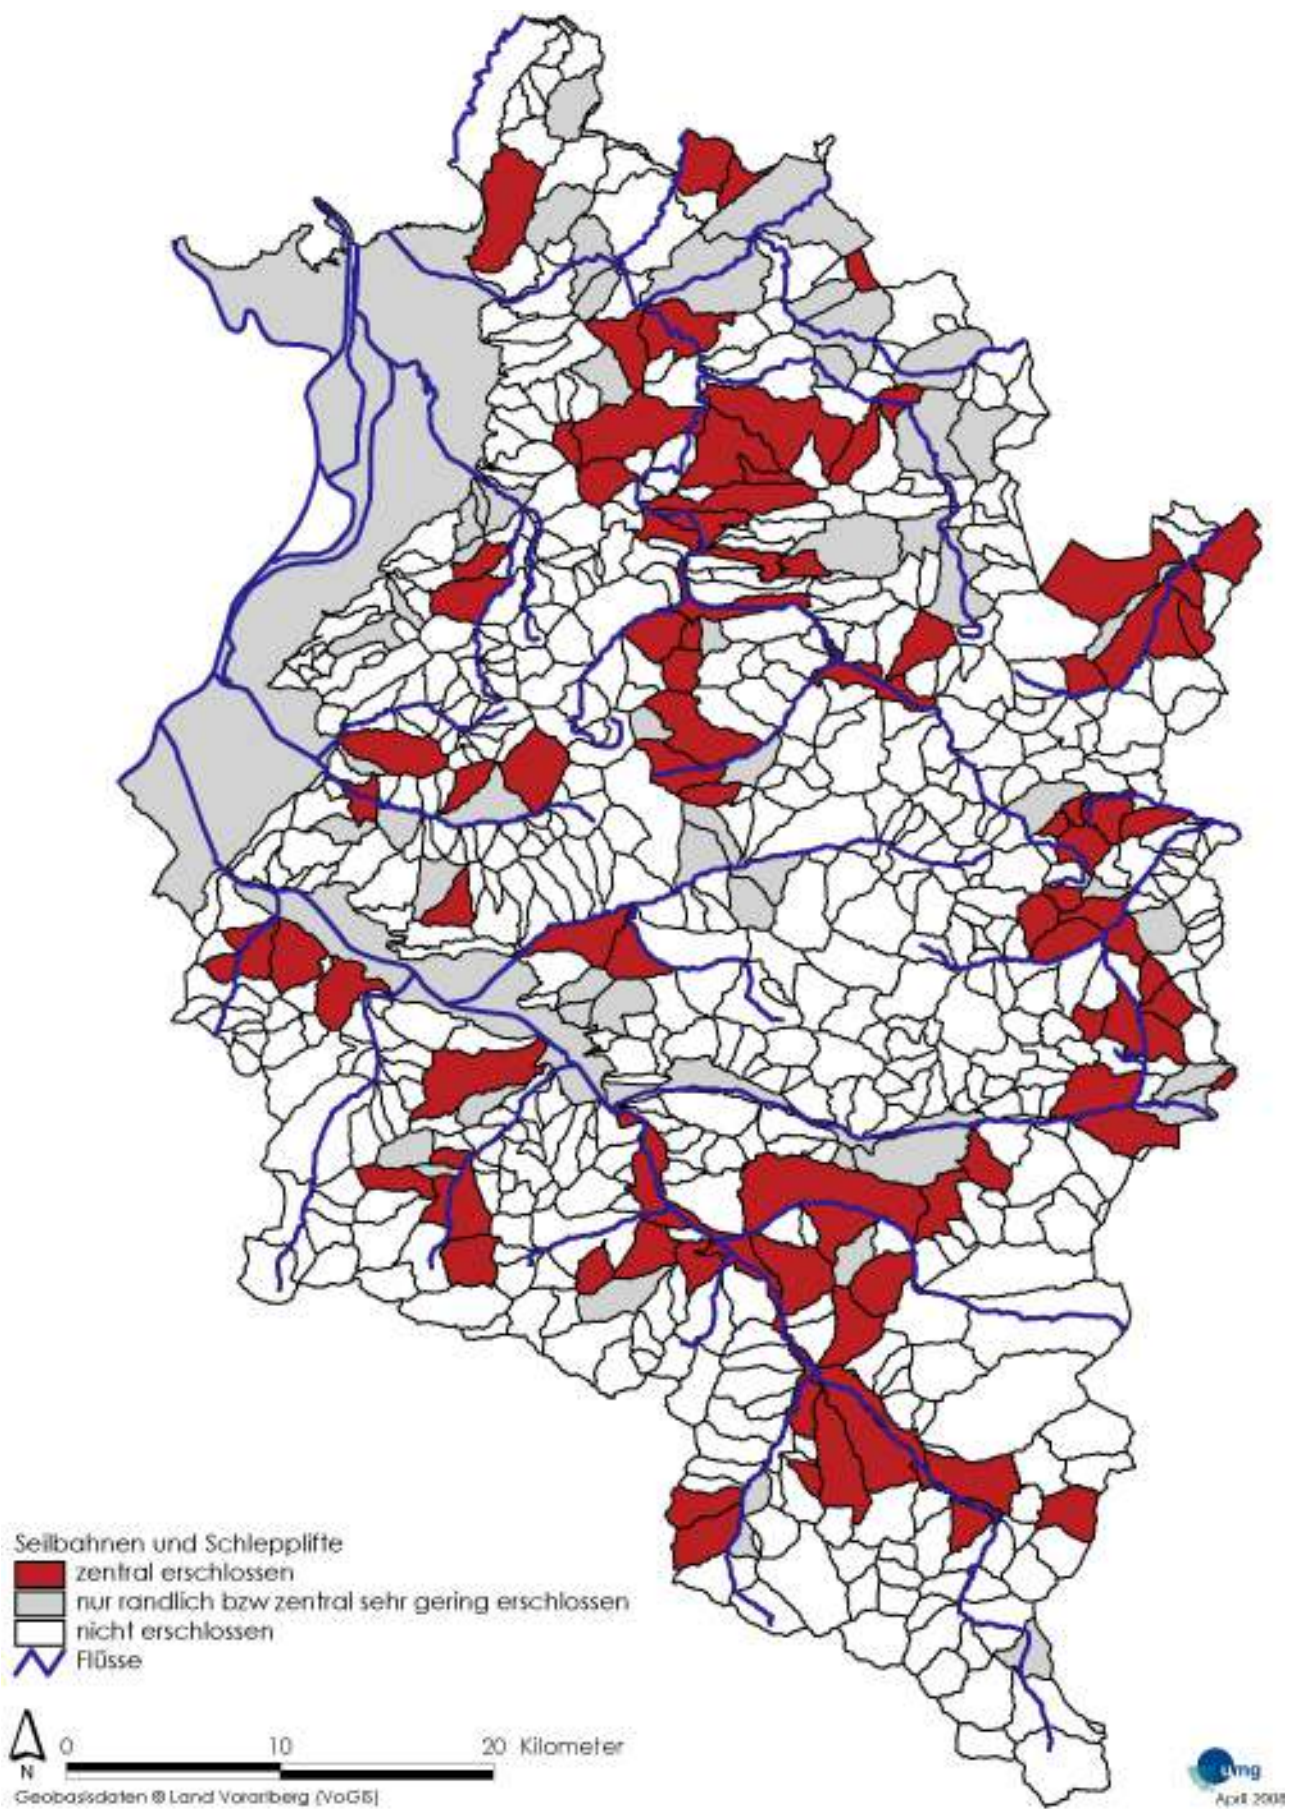 Seilbahnen und Schlepplifte
zentral erschlossen
nur randlich bzw zentral sehr gering erschlossen
nicht erschlossen
Flüsse
0 10 20 Kilometer
N
Geobasisdaten © Land Vorarlberg (VoGIS)
umg
April 2008